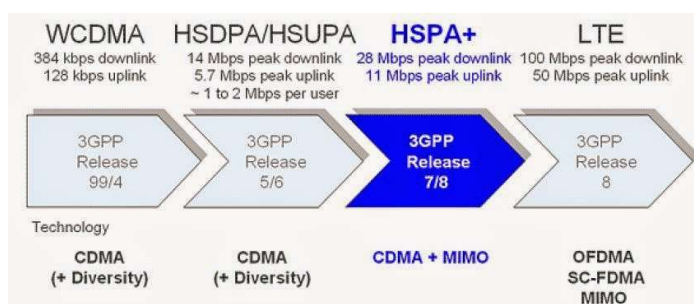 WCDMA
384 kbps downlink
128 kbps uplink
HSDPA/HSUPA
14 Mbps peak downlink
5.7 Mbps peak uplink
~ 1 to 2 Mbps per user
HSPA+
28 Mbps peak downlink
11 Mbps peak uplink
LTE
100 Mbps peak downlink
50 Mbps peak uplink
3GPP
Release
99/4
3GPP
Release
5/6
3GPP
Release
7/8
3GPP
Release
8
Technology
CDMA
(+ Diversity)
CDMA
(+ Diversity)
CDMA + MIMO
OFDMA
SC-FDMA
MIMO